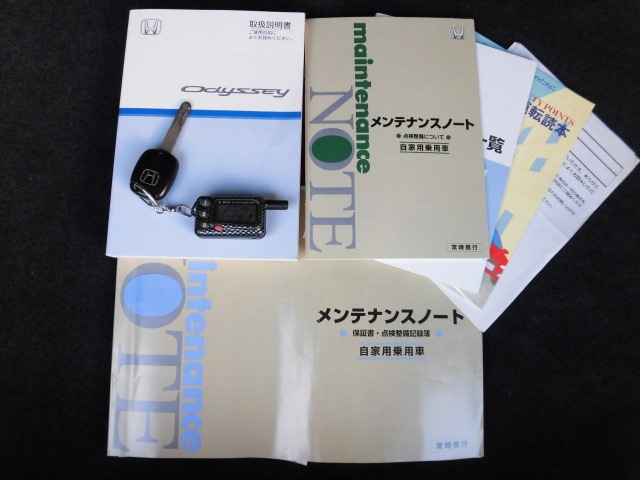 取扱説明書
ご使用の前に
よくお読みください。
Odyssey
maintenance
NOTE
メンテナンスノート
点検整備について
自家用乗用車
常時携行
一覧
TY POINTS
転読本
maintenance
NOTE
メンテナンスノート
保証書・点検整備記録簿
自家用乗用車
常時携行